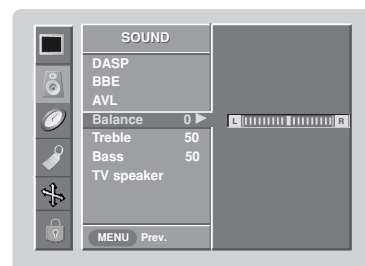 SOUND
DASP
BBE
AVL
Balance 0 ▶
L R
Treble 50
Bass 50
TV speaker
MENU Prev.